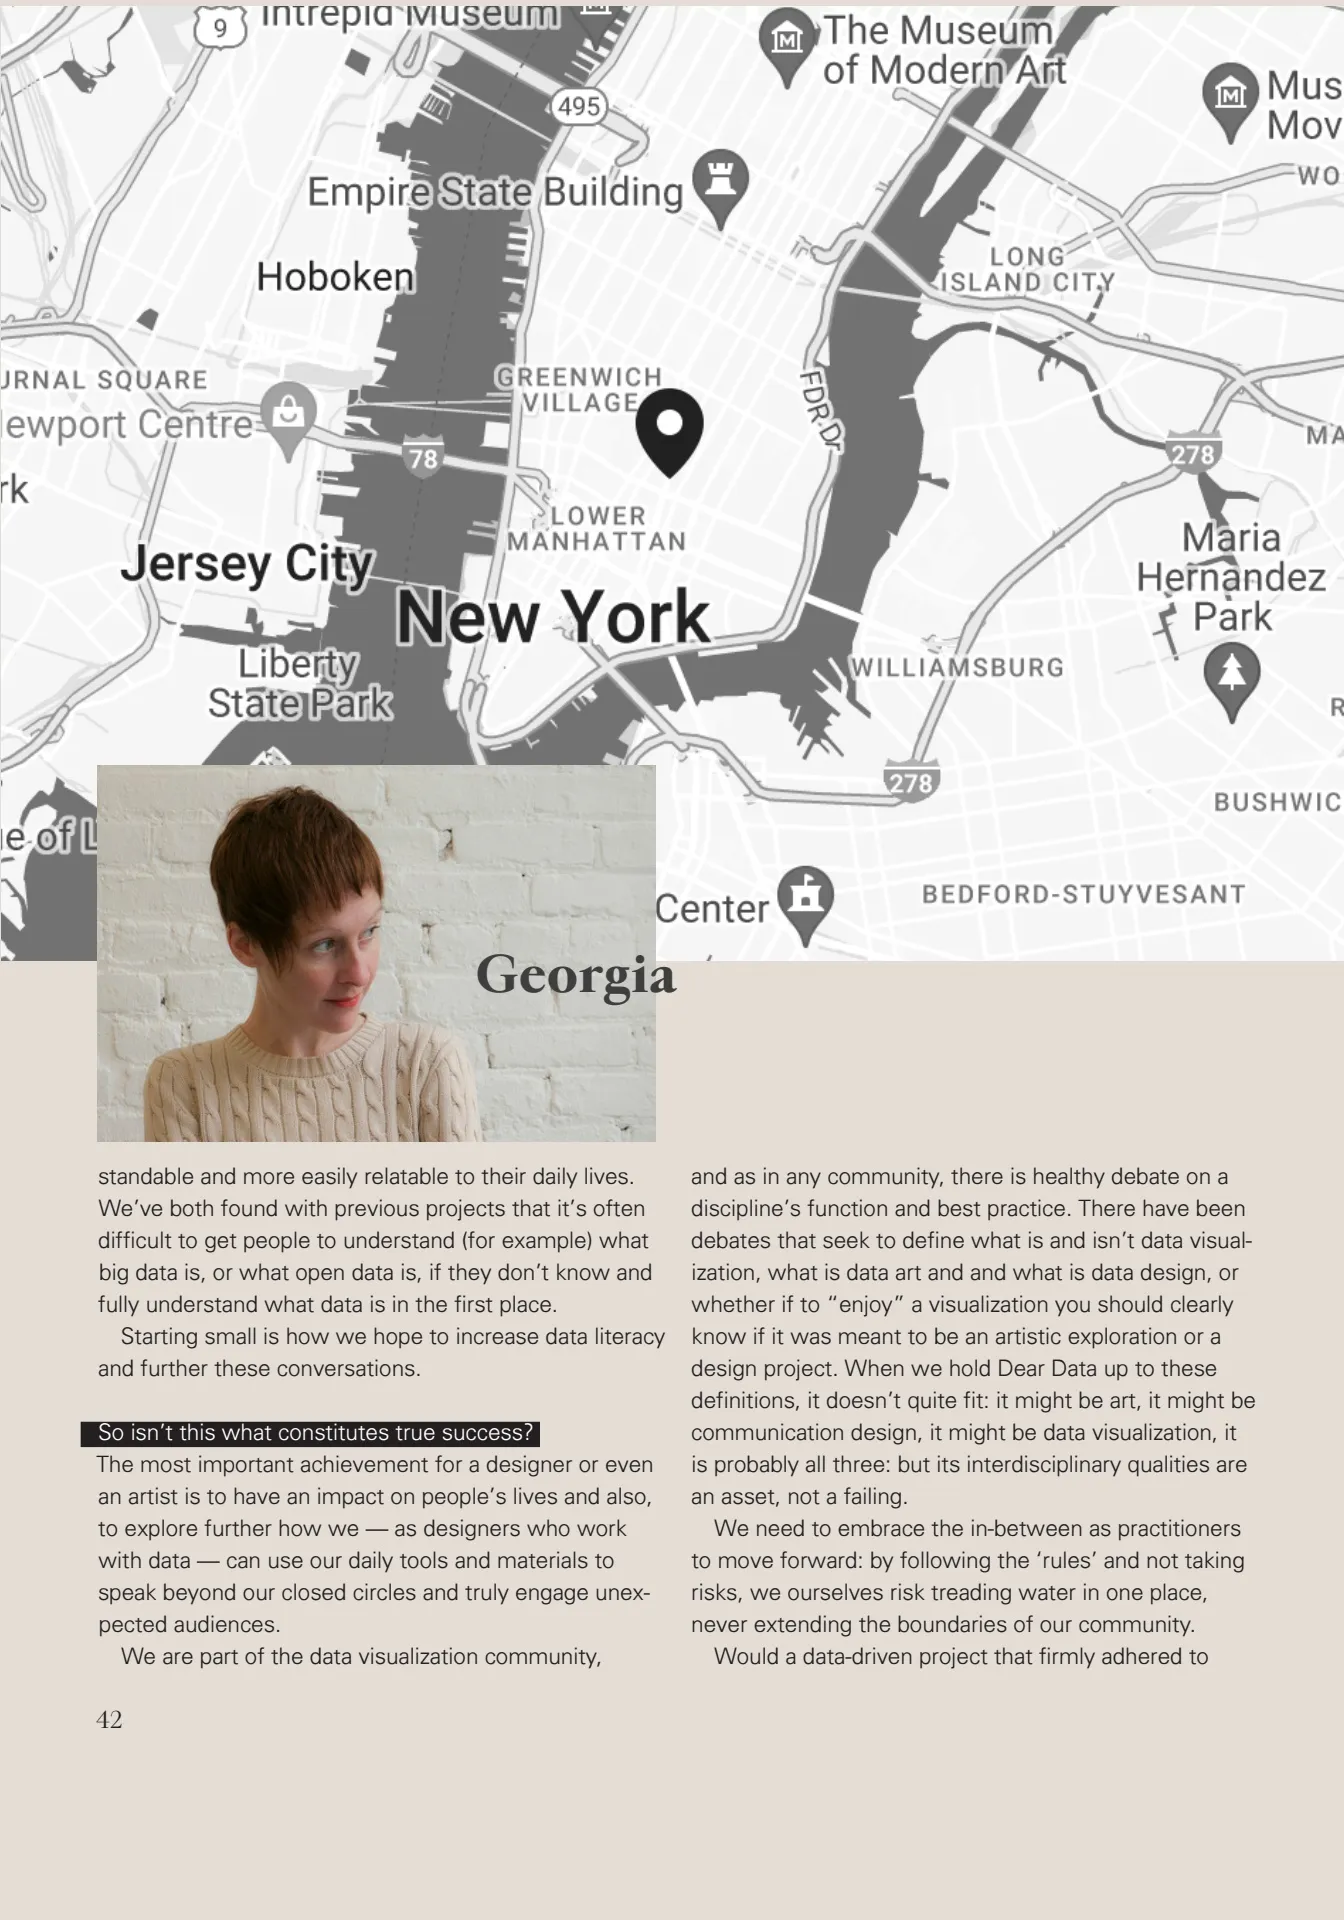 Intrepid Museum
9
The Museum
of Modern Art
Mus
Mov
495
WO
Empire State Building
LONG
ISLAND CITY
Hoboken
URNAL SQUARE
ewport Centre
GREENWICH
VILLAGE
FDR Dr
78
278
MA
rk
LOWER
MANHATTAN
Maria
Hernandez
Park
Jersey City
New York
Liberty
State Park
WILLIAMSBURG
R
278
BUSHWIC
e of L
Center
BEDFORD-STUYVESANT
Georgia
standable and more easily relatable to their daily lives.
We’ve both found with previous projects that it’s often
difficult to get people to understand (for example) what
big data is, or what open data is, if they don’t know and
fully understand what data is in the first place.
Starting small is how we hope to increase data literacy
and further these conversations.
So isn’t this what constitutes true success?
The most important achievement for a designer or even
an artist is to have an impact on people’s lives and also,
to explore further how we — as designers who work
with data — can use our daily tools and materials to
speak beyond our closed circles and truly engage unex-
pected audiences.
We are part of the data visualization community,
and as in any community, there is healthy debate on a
discipline’s function and best practice. There have been
debates that seek to define what is and isn’t data visual-
ization, what is data art and and what is data design, or
whether if to “enjoy” a visualization you should clearly
know if it was meant to be an artistic exploration or a
design project. When we hold Dear Data up to these
definitions, it doesn’t quite fit: it might be art, it might be
communication design, it might be data visualization, it
is probably all three: but its interdisciplinary qualities are
an asset, not a failing.
We need to embrace the in-between as practitioners
to move forward: by following the ‘rules’ and not taking
risks, we ourselves risk treading water in one place,
never extending the boundaries of our community.
Would a data-driven project that firmly adhered to
42